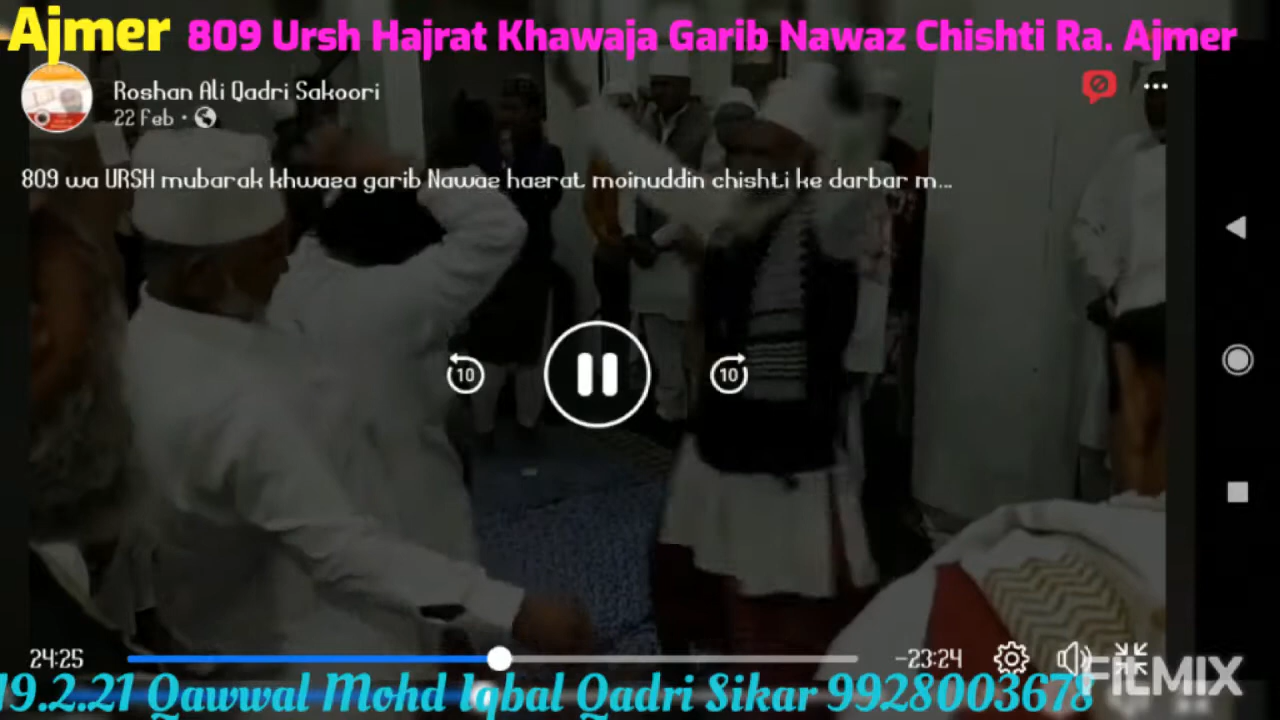 Ajmer 809 Ursh Hajrat Khawaja Garib Nawaz Chishti Ra. Ajmer
Roshan Ali Qadri Sakoori
22 Feb •
809 wa URSH mubarak khwaza garib Nawaz hazrat moinuddin chishti ke darbar m...
10
10
24:25
-23:24
19.2.21 Qawwal Mohd Iqbal Qadri Sikar 9928003678
FILMIX